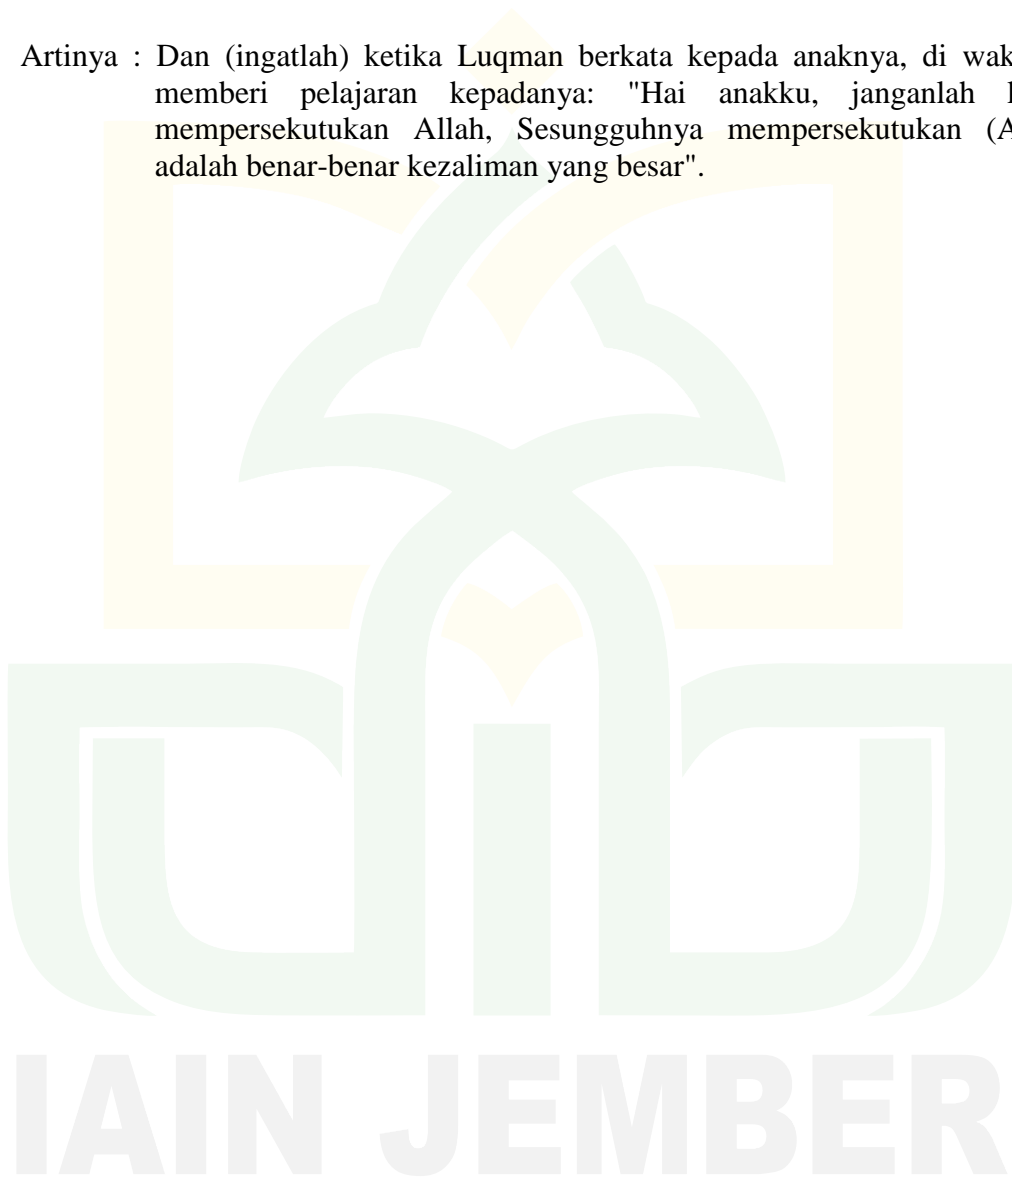 Artinya : Dan (ingatlah) ketika Luqman berkata kepada anaknya, di
memberi pelajaran kepadanya: "Hai anakku, janganlah
mempersekutukan Allah, Sesungguhnya mempersekutukan
adalah benar-benar kezaliman yang besar".
IAIN JEMBER